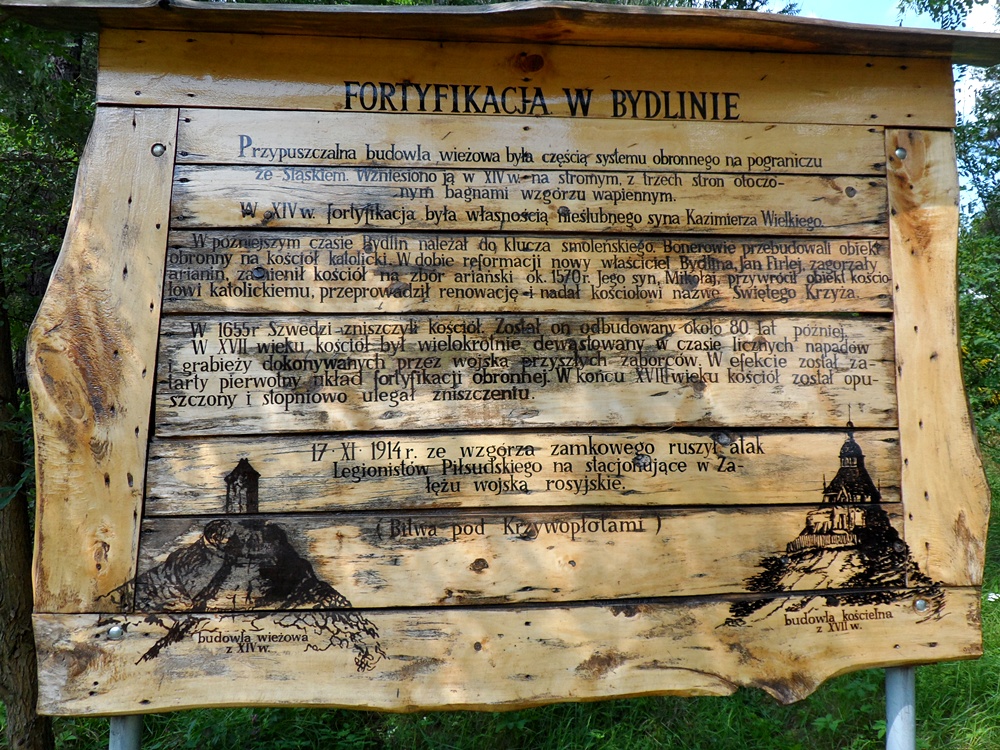 FORTYFIKACJA W BYDLINIE
Przypuszczalna budowla wieżowa była częścią systemu obronnego na pograniczu
ze Śląskiem. Wzniesiono ją w XIV w. na stromym, z trzech stron otoczo-
nym bagnami wzgórzu wapiennym.
W XIV w. fortyfikacja była własnością nieślubnego syna Kazimierza Wielkiego.
W późniejszym czasie Bydlin należał do klucza smoleńskiego. Bonerowie przebudowali obiekt
obronny na kościół katolicki. W dobie reformacji nowy właściciel Bydlina, Jan Firlej, zagorzały
arianin, zamienił kościół na zbór ariański ok. 1570 r. Jego syn, Mikołaj, przywrócił obiekt kościo
łowi katolickiemu, przeprowadził renowację i nadał kościołowi nazwę Świętego Krzyża.
W 1655 r Szwedzi zniszczyli kościół. Został on odbudowany około 80 lat później.
W XVII wieku kościół był wielokrotnie dewastowany w czasie licznych napadów
i grabieży dokonywanych przez wojska przyszłych zaborców. W efekcie został za-
tarty pierwotny układ fortyfikacji obronnej. W końcu XVIII wieku kościół został opu-
szczony i stopniowo ulegał zniszczeniu.
17 · XI · 1914 r. ze wzgórza zamkowego ruszył atak
Legionistów Piłsudskiego na stacjonujące w Za-
łężu wojska rosyjskie.
(Bitwa pod Krzywopłotami)
budowla wieżowa
z XIV w.
budowla kościelna
z XVII w.